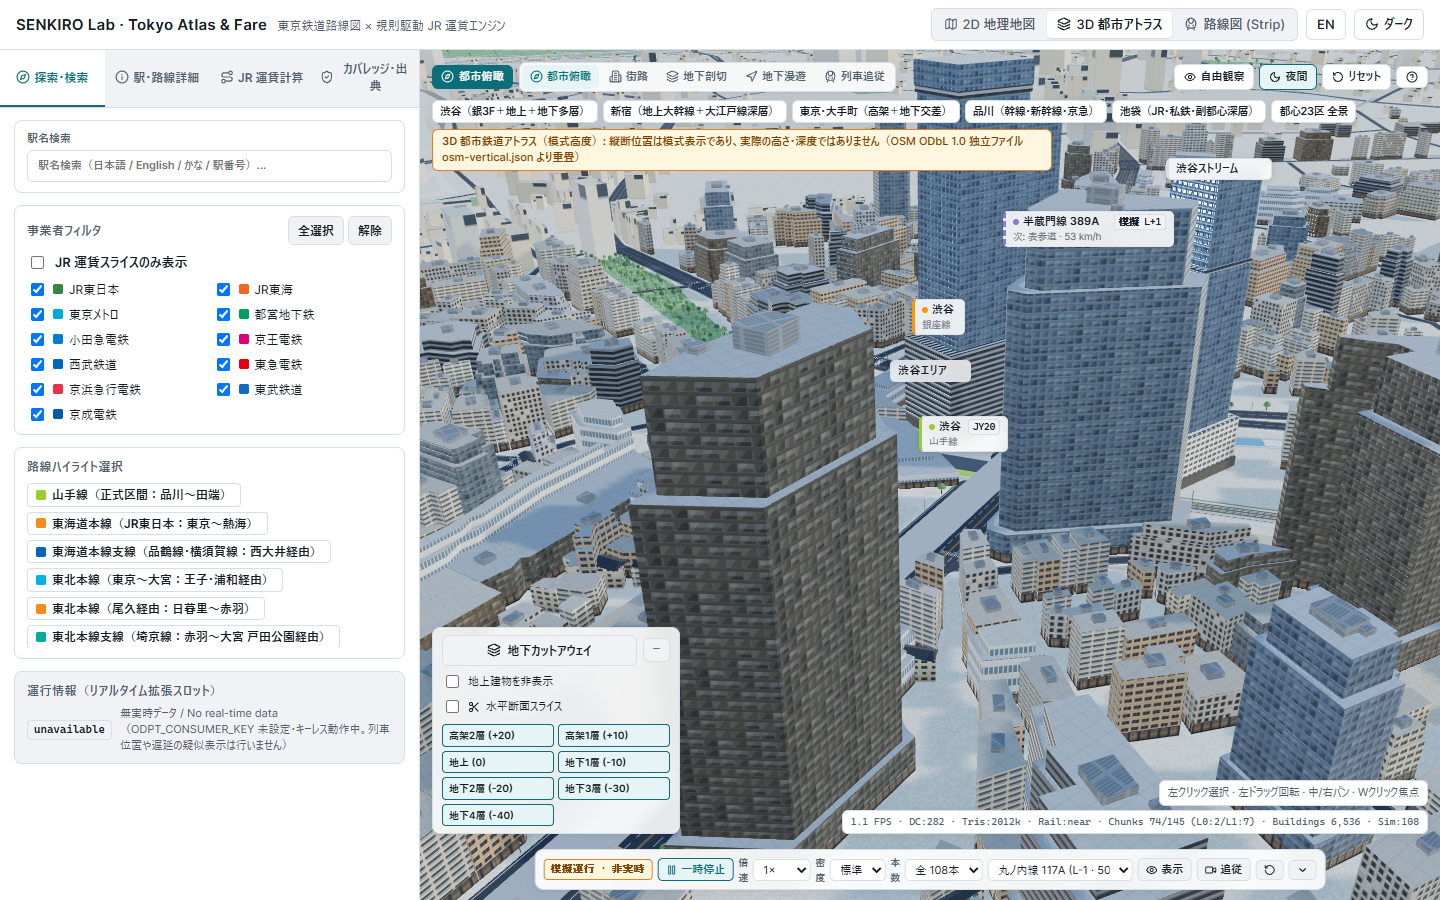 SENKIRO Lab · Tokyo Atlas & Fare 東京鉄道路線図 × 規則駆動 JR 運賃エンジン
2D 地理地図 3D 都市アトラス 路線図 (Strip) EN ダーク
探索・検索 駅・路線詳細 JR 運賃計算 カバレッジ・出典
都市俯瞰 都市俯瞰 街路 地下剖切 地下漫遊 列車追従 自由観察 夜間 リセット
渋谷（銀3F＋地上＋地下多層） 新宿（地上大幹線＋大江戸線深層） 東京・大手町（高架＋地下交差） 品川（幹線・新幹線・京急） 池袋（JR・私鉄・副都心深層） 都心23区 全景
3D 都市鉄道アトラス（模式高度）: 縦断位置は模式表示であり、実際の高さ・深度ではありません（OSM ODbL 1.0 独立ファイル
osm-vertical.json より重畳）
駅名検索
駅名検索（日本語 / English / かな / 駅番号）...
事業者フィルタ 全選択 解除
JR 運賃スライスのみ表示
JR東日本 JR東海
東京メトロ 都営地下鉄
小田急電鉄 京王電鉄
西武鉄道 東急電鉄
京浜急行電鉄 東武鉄道
京成電鉄
路線ハイライト選択
山手線（正式区間：品川〜田端）
東海道本線（JR東日本：東京〜熱海）
東海道本線支線（品鶴線・横須賀線：西大井経由）
東北本線（東京〜大宮：王子・浦和経由）
東北本線（尾久経由：日暮里〜赤羽）
東北本線支線（埼京線：赤羽〜大宮 戸田公園経由）
運行情報（リアルタイム拡張スロット）
unavailable
無実時データ / No real-time data
（ODPT_CONSUMER_KEY 未設定・キーレス動作中。列車
位置や遅延の疑似表示は行いません）
渋谷ストリーム
半蔵門線 389A 模擬 L+1
次: 表参道 · 53 km/h
渋谷
銀座線
渋谷エリア
渋谷 JY20
山手線
地下カットアウェイ −
地上建物を非表示
水平断面スライス
高架2層 (+20) 高架1層 (+10)
地上 (0) 地下1層 (-10)
地下2層 (-20) 地下3層 (-30)
地下4層 (-40)
左クリック選択 · 左ドラッグ回転 · 中/右パン · Wクリック焦点
1.1 FPS · DC:282 · Tris:2012k · Rail:near · Chunks 74/145 (L0:2/L1:7) · Buildings 6,536 · Sim:108
模擬運行 · 非実時 一時停止 倍速 1× 密度 標準 本数 全 108本 丸ノ内線 117A (L-1 · 50 表示 追従